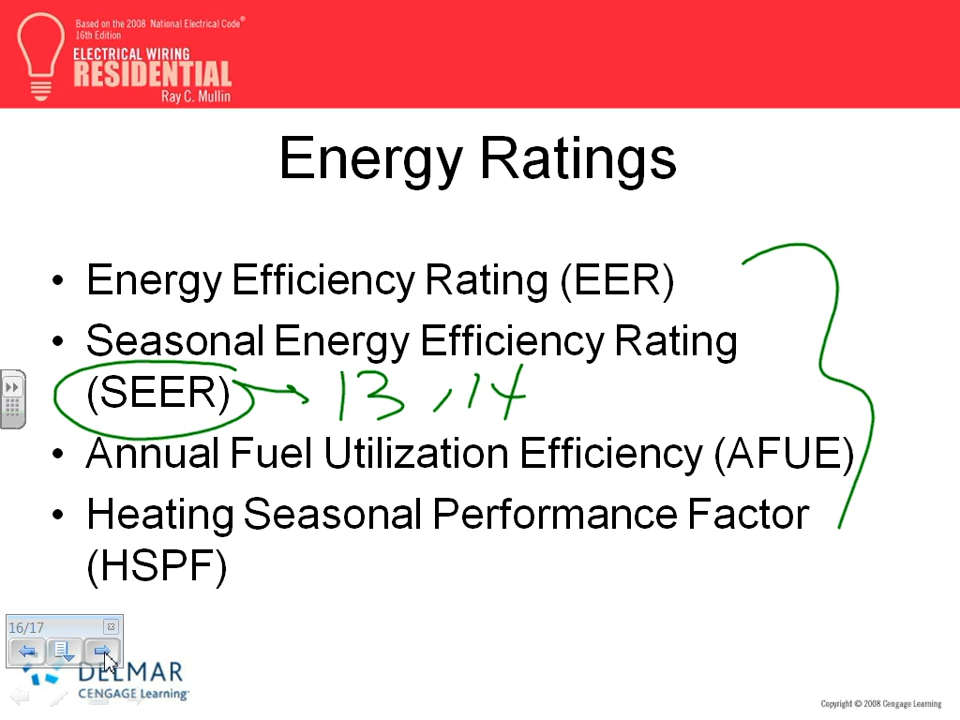 Based on the 2008 National Electrical Code®
16th Edition
ELECTRICAL WIRING
RESIDENTIAL
Ray C. Mullin
Energy Ratings
• Energy Efficiency Rating (EER)
• Seasonal Energy Efficiency Rating
(SEER) → 13, 14
• Annual Fuel Utilization Efficiency (AFUE)
• Heating Seasonal Performance Factor
(HSPF)
16/17
DELMAR
CENGAGE Learning™
Copyright © 2008 Cengage Learning